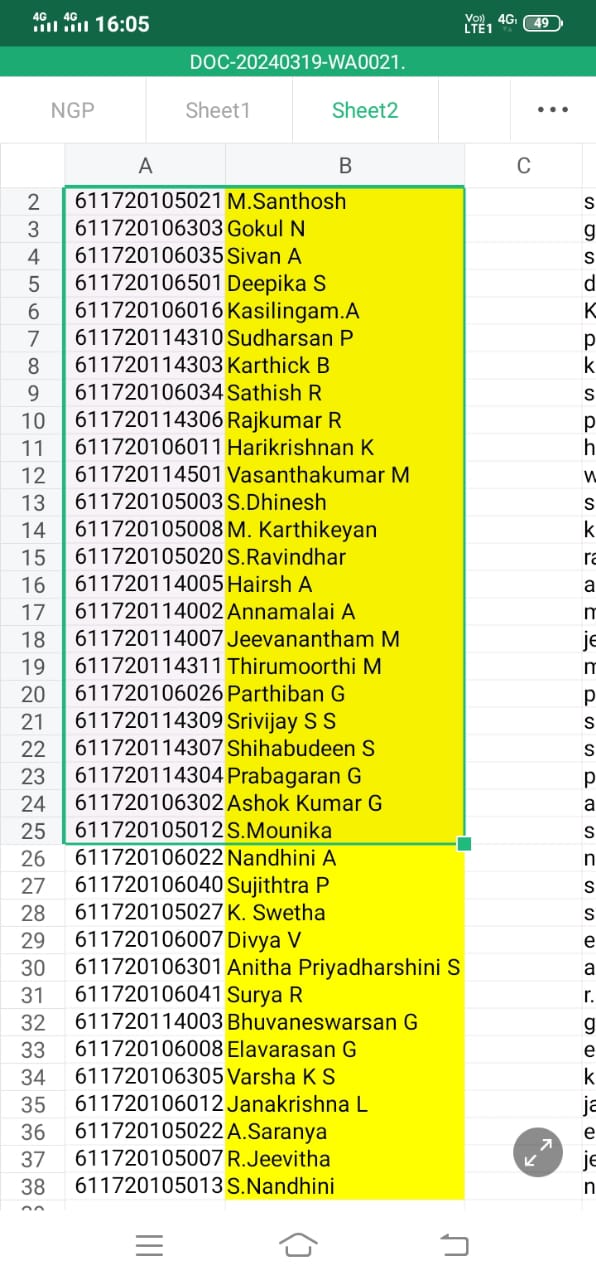 4G 4G 16:05 Vo)) LTE1 4G 49
DOC-20240319-WA0021.
NGP Sheet1 Sheet2 •••
A B C
2 611720105021 M.Santhosh s
3 611720106303 Gokul N g
4 611720106035 Sivan A s
5 611720106501 Deepika S d
6 611720106016 Kasilingam.A K
7 611720114310 Sudharsan P p
8 611720114303 Karthick B k
9 611720106034 Sathish R s
10 611720114306 Rajkumar R p
11 611720106011 Harikrishnan K h
12 611720114501 Vasanthakumar M
13 611720105003 S.Dhinesh s
14 611720105008 M. Karthikeyan k
15 611720105020 S.Ravindhar ra
16 611720114005 Hairsh A a
17 611720114002 Annamalai A m
18 611720114007 Jeevanantham M je
19 611720114311 Thirumoorthi M m
20 611720106026 Parthiban G p
21 611720114309 Srivijay S S s
22 611720114307 Shihabudeen S s
23 611720114304 Prabagaran G p
24 611720106302 Ashok Kumar G a
25 611720105012 S.Mounika s
26 611720106022 Nandhini A n
27 611720106040 Sujithtra P s
28 611720105027 K. Swetha s
29 611720106007 Divya V e
30 611720106301 Anitha Priyadharshini S a
31 611720106041 Surya R r.
32 611720114003 Bhuvaneswarsan G g
33 611720106008 Elavarasan G e
34 611720106305 Varsha K S k
35 611720106012 Janakrishna L ja
36 611720105022 A.Saranya e
37 611720105007 R.Jeevitha je
38 611720105013 S.Nandhini n